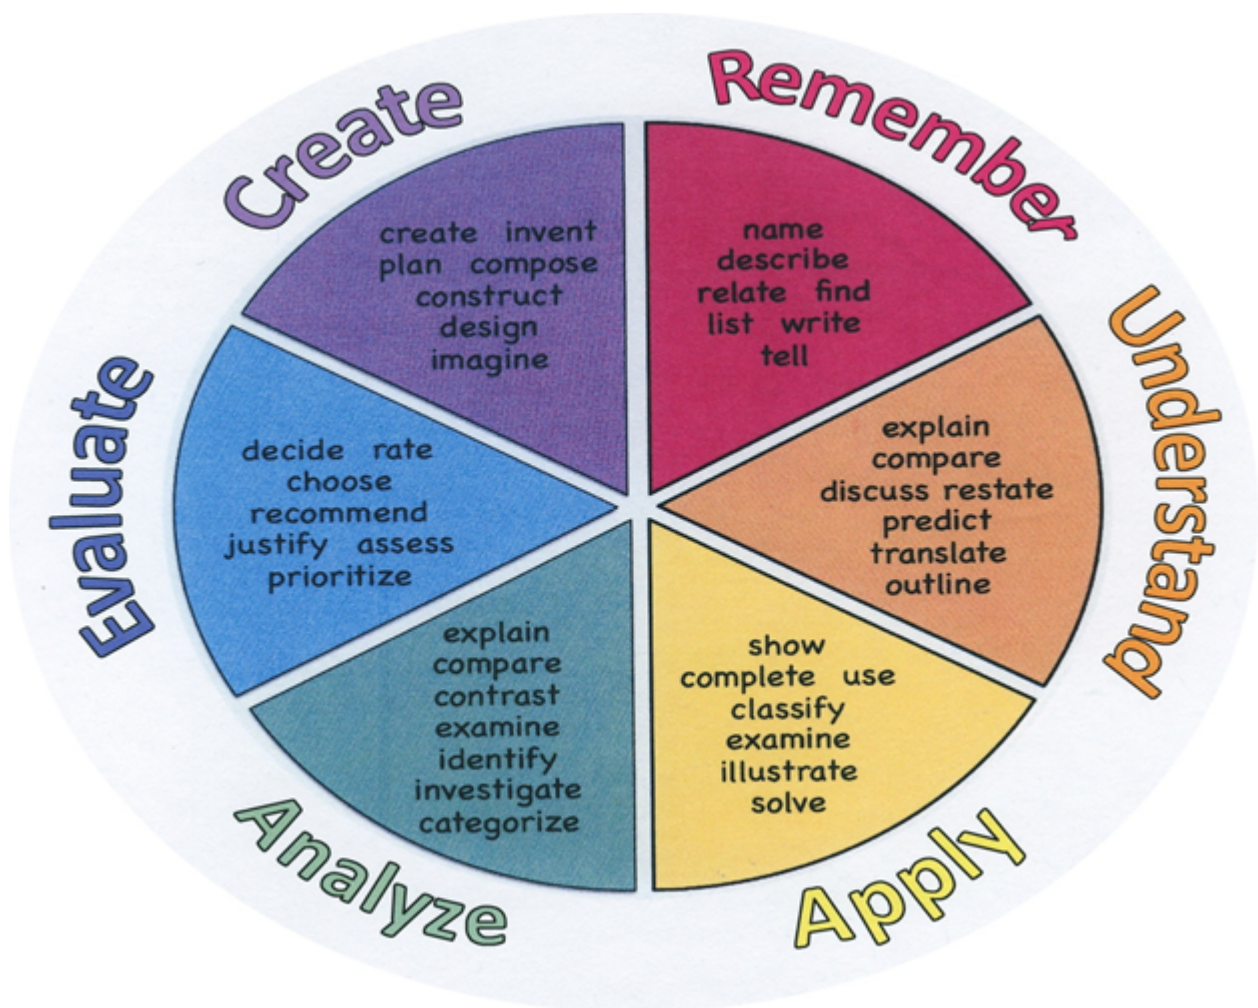 Remember
name
describe
relate find
list write
tell
Understand
explain
compare
discuss restate
predict
translate
outline
Apply
show
complete use
classify
examine
illustrate
solve
Analyze
explain
compare
contrast
examine
identify
investigate
categorize
Evaluate
decide rate
choose
recommend
justify assess
prioritize
Create
create invent
plan compose
construct
design
imagine